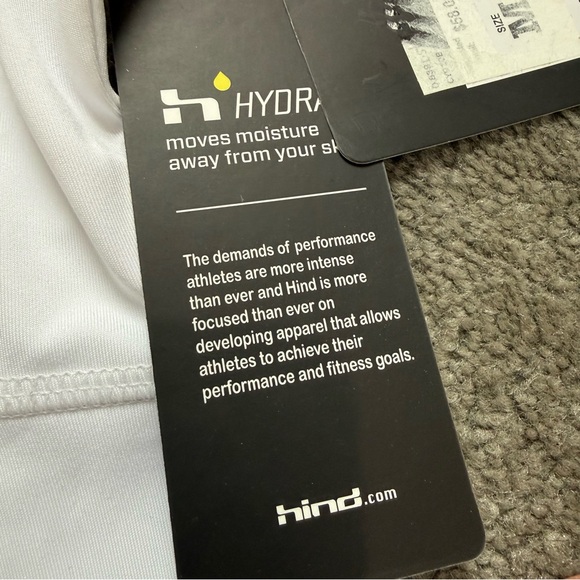 h HYDRA
moves moisture
away from your
The demands of performance
athletes are more intense
than ever and Hind is more
focused than ever on
developing apparel that allows
athletes to achieve their
performance and fitness goals.
hind.com
SIZE
M